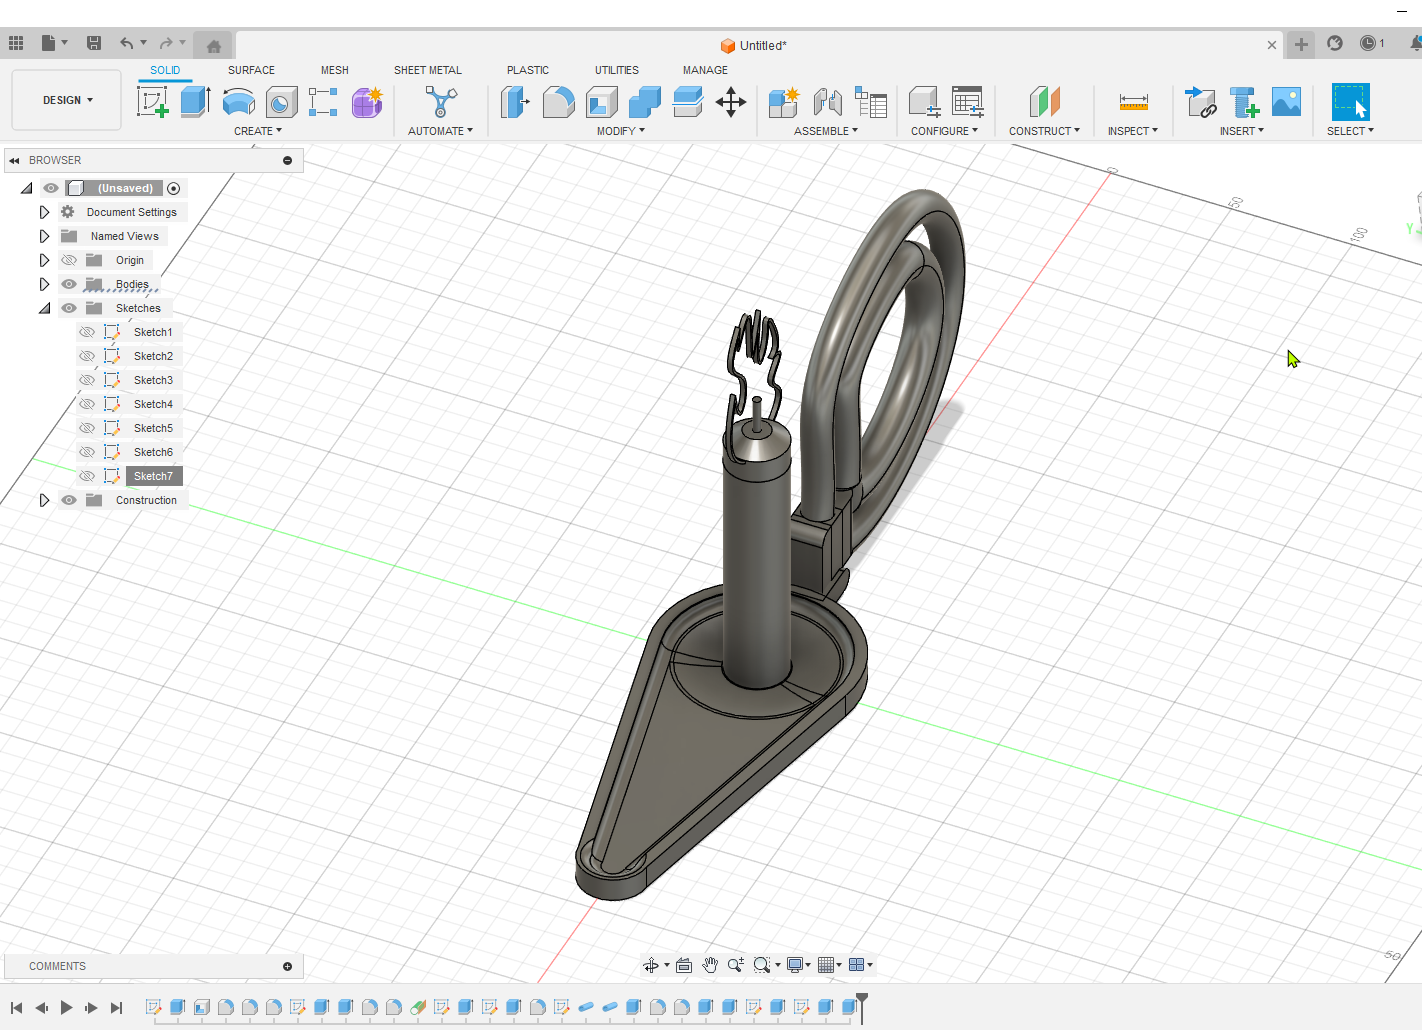 Untitled*
1
SOLID SURFACE MESH SHEET METAL PLASTIC UTILITIES MANAGE
DESIGN
CREATE AUTOMATE MODIFY ASSEMBLE CONFIGURE CONSTRUCT INSPECT INSERT SELECT
BROWSER
(Unsaved)
Document Settings
Named Views
Origin
Bodies
Sketches
Sketch1
Sketch2
Sketch3
Sketch4
Sketch5
Sketch6
Sketch7
Construction
0
50
100
Y
50
COMMENTS